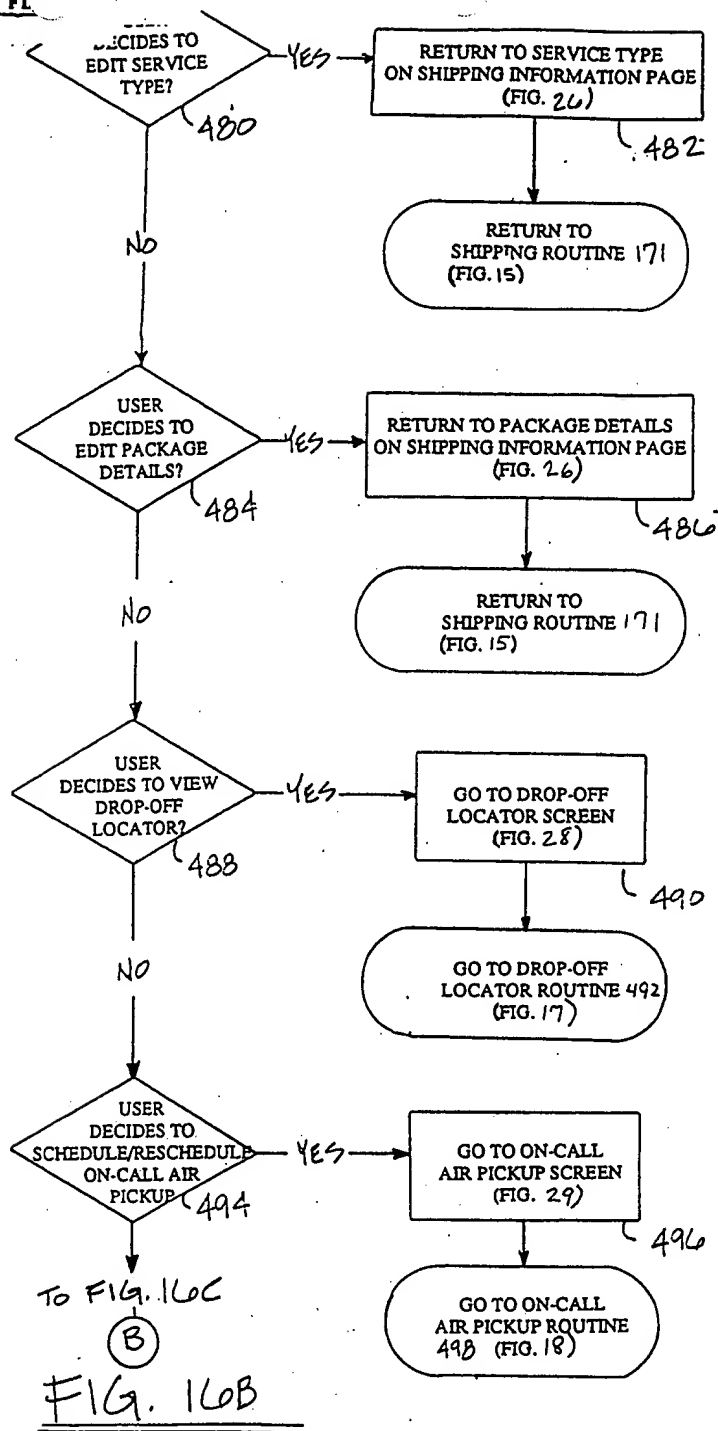 DECIDES TO
EDIT SERVICE
TYPE?
480
YES
RETURN TO SERVICE TYPE
ON SHIPPING INFORMATION PAGE
(FIG. 26)
482
RETURN TO
SHIPPING ROUTINE 171
(FIG. 15)
NO
USER
DECIDES TO
EDIT PACKAGE
DETAILS?
484
YES
RETURN TO PACKAGE DETAILS
ON SHIPPING INFORMATION PAGE
(FIG. 26)
486
RETURN TO
SHIPPING ROUTINE 171
(FIG. 15)
NO
USER
DECIDES TO VIEW
DROP-OFF
LOCATOR?
488
YES
GO TO DROP-OFF
LOCATOR SCREEN
(FIG. 28)
490
GO TO DROP-OFF
LOCATOR ROUTINE 492
(FIG. 17)
NO
USER
DECIDES TO
SCHEDULE/RESCHEDULE
ON-CALL AIR
PICKUP
494
YES
GO TO ON-CALL
AIR PICKUP SCREEN
(FIG. 29)
496
GO TO ON-CALL
AIR PICKUP ROUTINE
498 (FIG. 18)
TO FIG. 16C
B
FIG. 16B